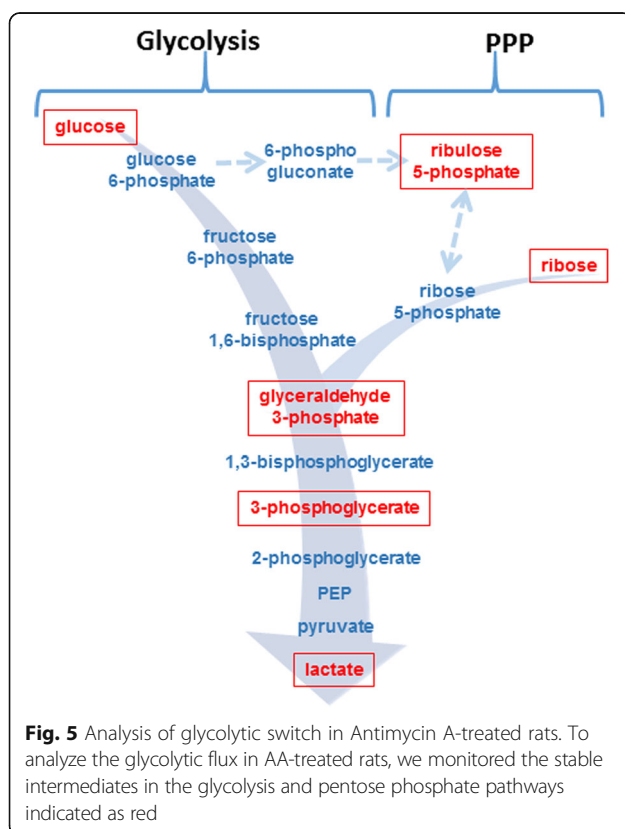 Glycolysis
PPP
glucose
glucose
6-phosphate
6-phospho
gluconate
ribulose
5-phosphate
fructose
6-phosphate
ribose
ribose
5-phosphate
fructose
1,6-bisphosphate
glyceraldehyde
3-phosphate
1,3-bisphosphoglycerate
3-phosphoglycerate
2-phosphoglycerate
PEP
pyruvate
lactate
Fig. 5 Analysis of glycolytic switch in Antimycin A-treated rats. To
analyze the glycolytic flux in AA-treated rats, we monitored the stable
intermediates in the glycolysis and pentose phosphate pathways
indicated as red